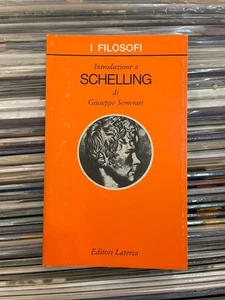 I FILOSOFI
Introduzione a
SCHELLING
di
Giuseppe Semerari
Editori Laterza